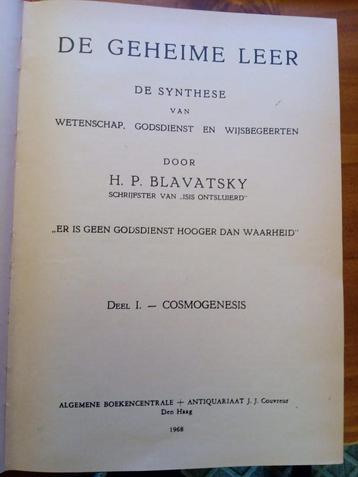 DE GEHEIME LEER
DE SYNTHESE
VAN
WETENSCHAP, GODSDIENST EN WIJSBEGEERTEN
DOOR
H. P. BLAVATSKY
SCHRIJFSTER VAN „ISIS ONTSLUIERD"
„ER IS GEEN GODSDIENST HOOGER DAN WAARHEID"
DEEL I. — COSMOGENESIS
ALGEMENE BOEKENCENTRALE + ANTIQUARIAAT J. J. Couvreur
Den Haag
1968